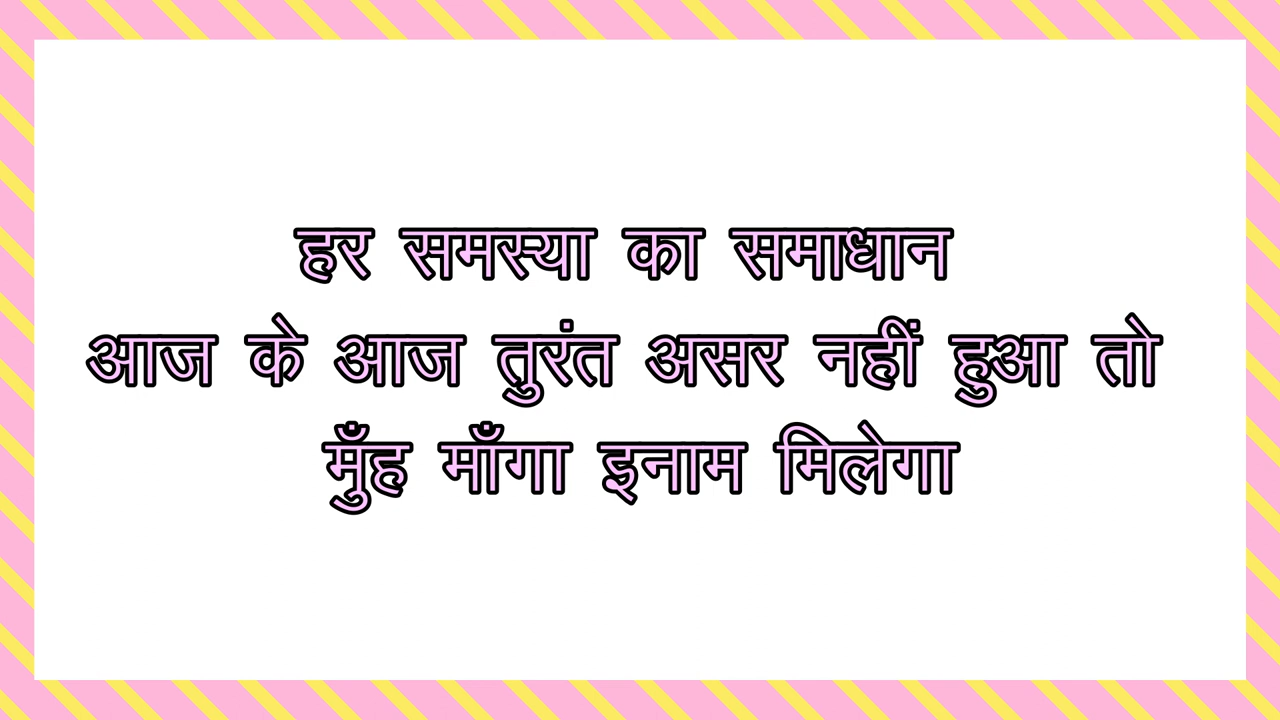 हर समस्या का समाधान
आज के आज तुरंत असर नहीं हुआ तो
मुँह माँगा इनाम मिलेगा